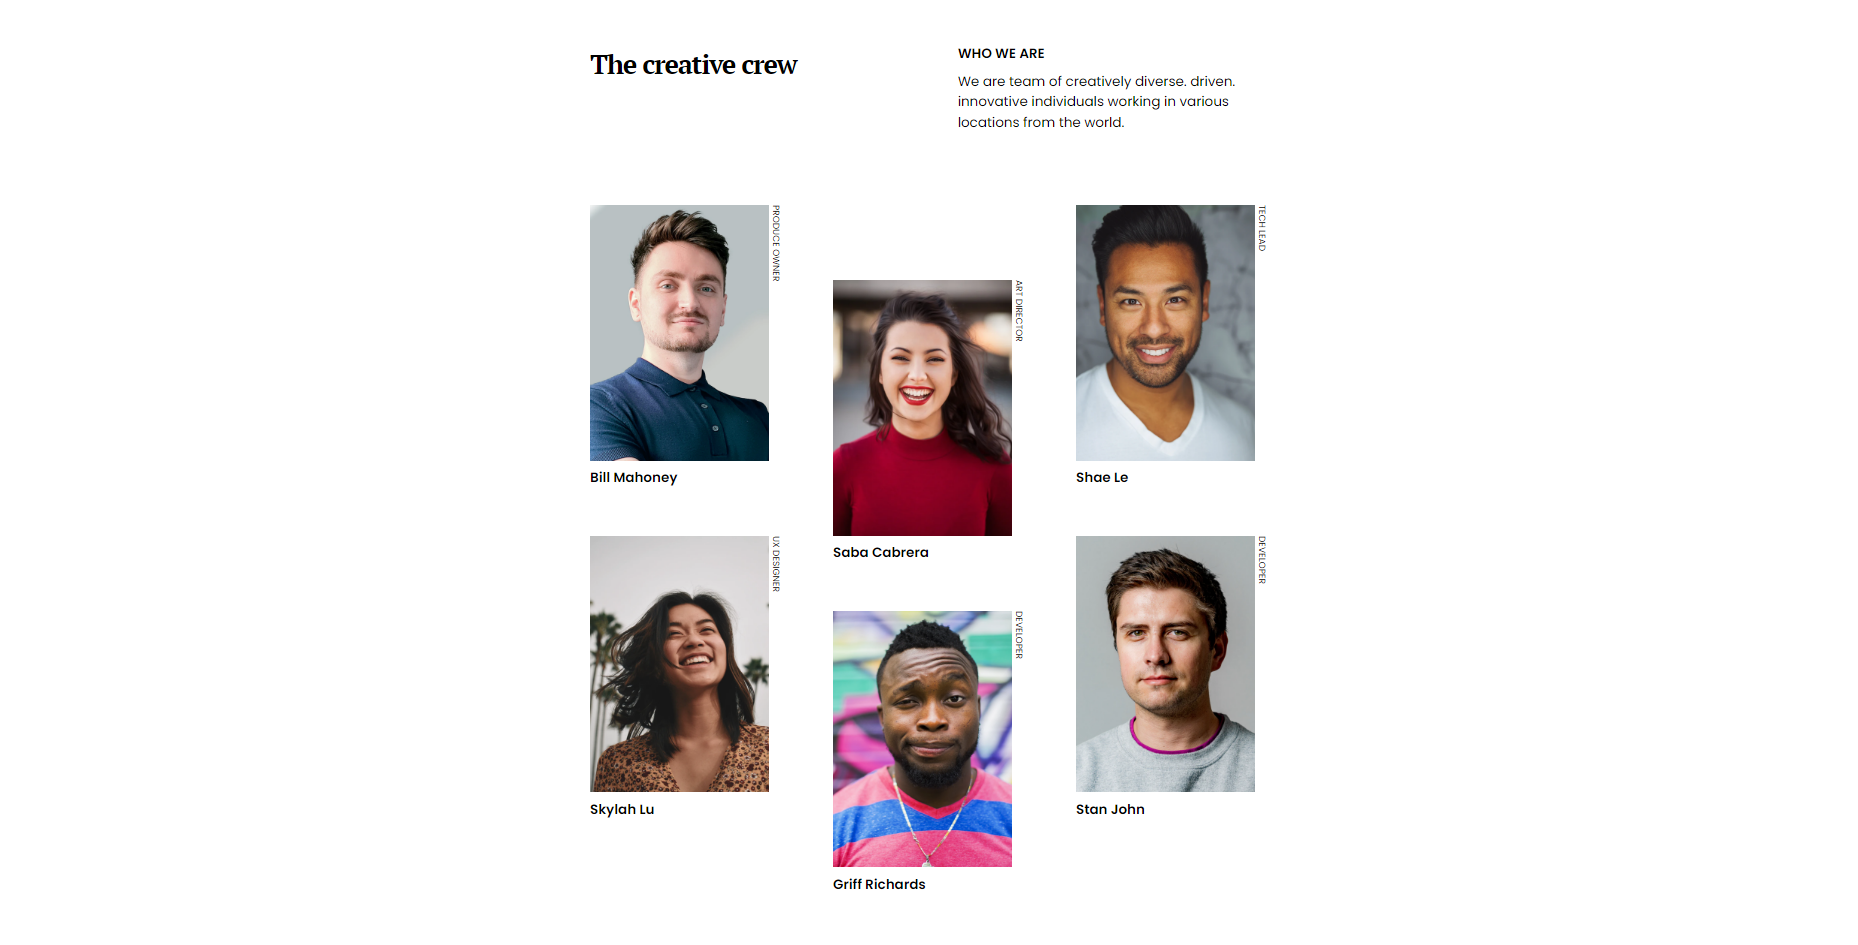 The creative crew
WHO WE ARE
We are team of creatively diverse. driven.
innovative individuals working in various
locations from the world.
PRODUCE OWNER
Bill Mahoney
ART DIRECTOR
Saba Cabrera
TECH LEAD
Shae Le
UX DESIGNER
Skylah Lu
DEVELOPER
Griff Richards
DEVELOPER
Stan John